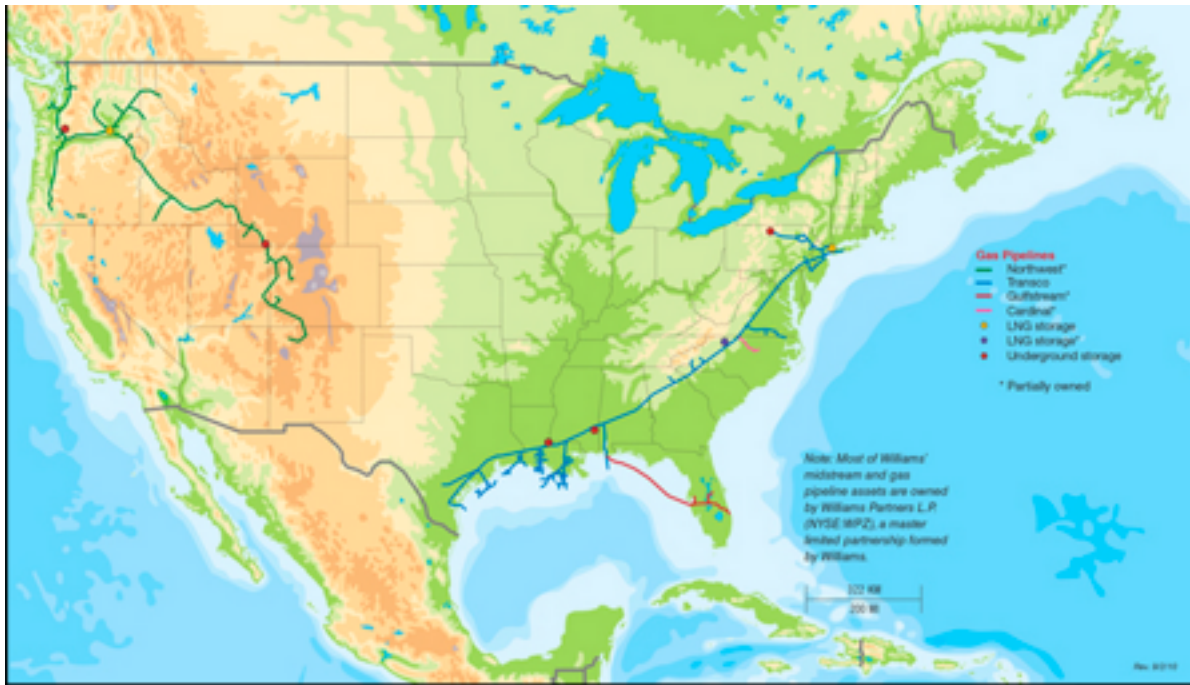 Gas Pipelines
Northwest*
Transco
Gulfstream*
Cardinal*
LNG storage
LNG storage*
Underground storage
* Partially owned
Note: Most of Williams'
midstream and gas
pipeline assets are owned
by Williams Partners L.P.
(NYSE:WPZ), a master
limited partnership formed
by Williams.
322 KM
200 MI